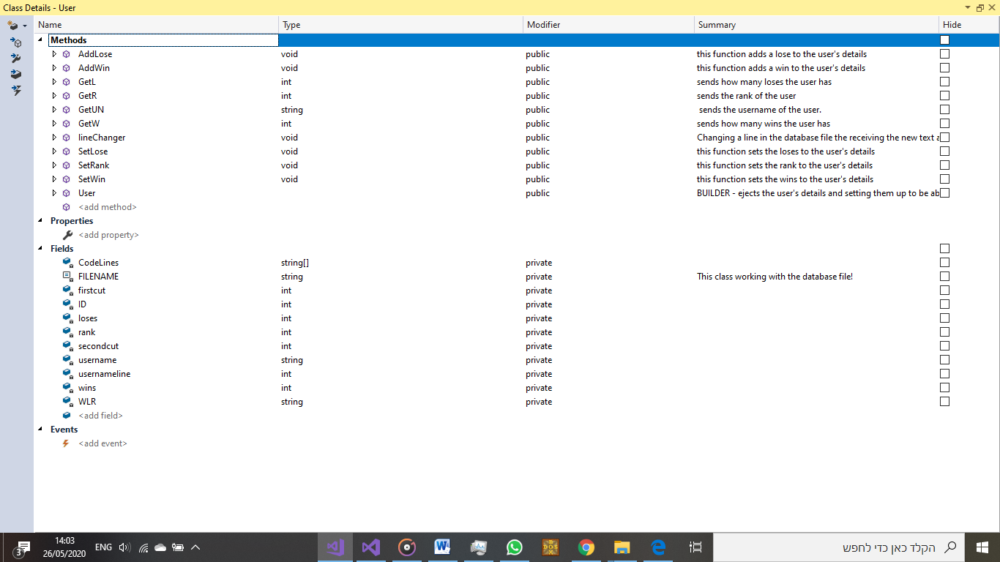 Class Details - User
Name Type Modifier Summary Hide
Methods
AddLose void public this function adds a lose to the user's details
AddWin void public this function adds a win to the user's details
GetL int public sends how many loses the user has
GetR int public sends the rank of the user
GetUN string public sends the username of the user.
GetW int public sends how many wins the user has
lineChanger void public Changing a line in the database file the receiving the new text a
SetLose void public this function sets the loses to the user's details
SetRank void public this function sets the rank to the user's details
SetWin void public this function sets the wins to the user's details
User public BUILDER - ejects the user's details and setting them up to be ab
<add method>
Properties
<add property>
Fields
CodeLines string[] private
FILENAME string private This class working with the database file!
firstcut int private
ID int private
loses int private
rank int private
secondcut int private
username string private
usernameline int private
wins int private
WLR string private
<add field>
Events
<add event>
3
14:03
26/05/2020
ENG
W
DOS
הקלד כאן כדי לחפש